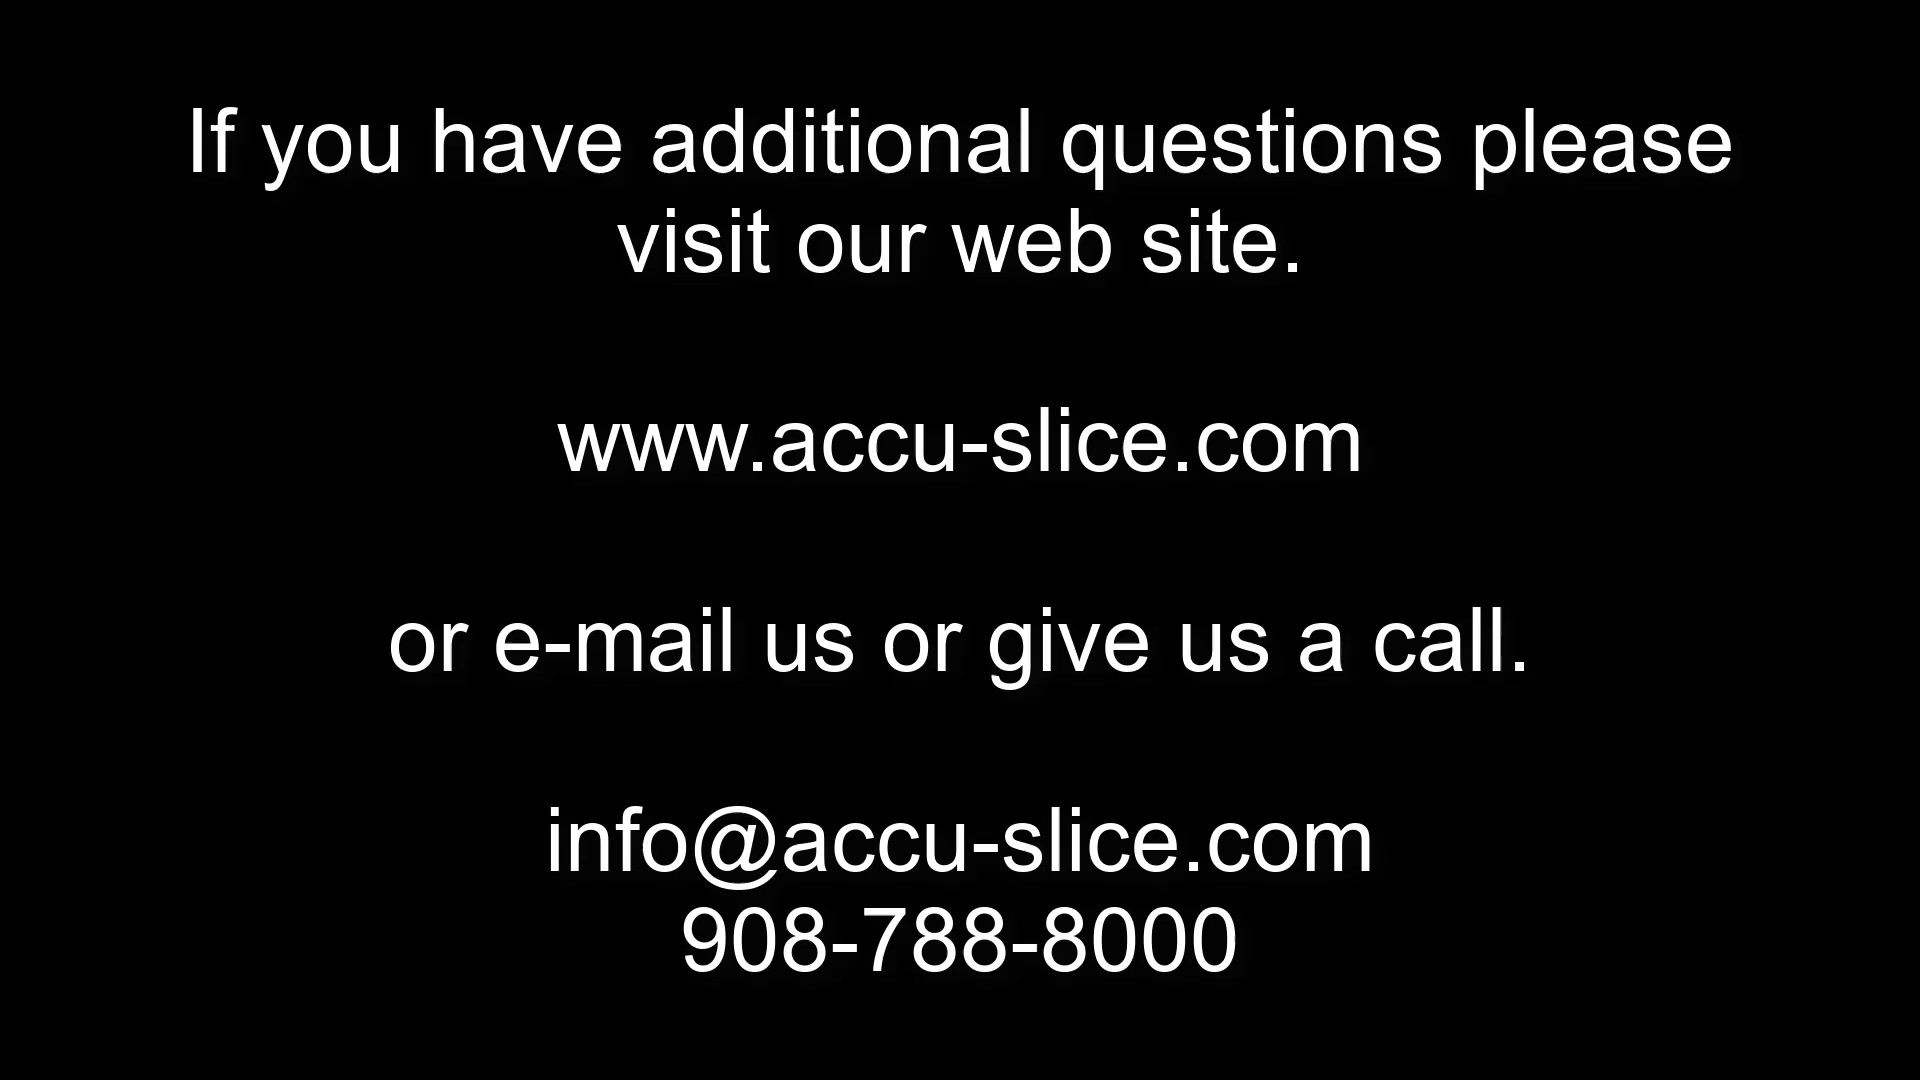 If you have additional questions please
visit our web site.
www.accu-slice.com
or e-mail us or give us a call.
info@accu-slice.com
908-788-8000